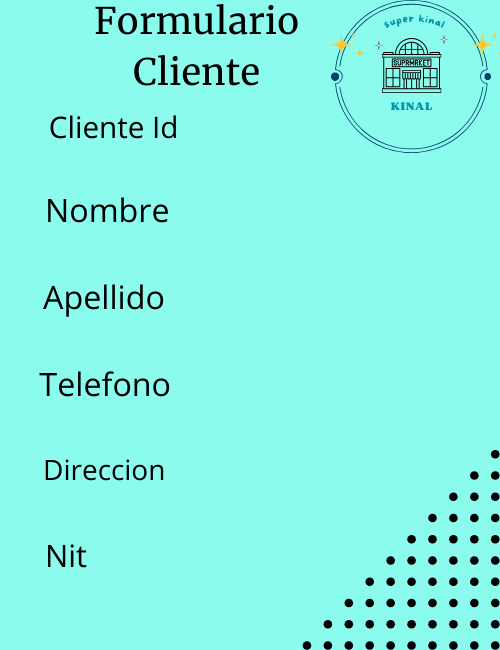 Formulario
Cliente
super kinal
SUPRMRKET
KINAL
Cliente Id
Nombre
Apellido
Telefono
Direccion
Nit